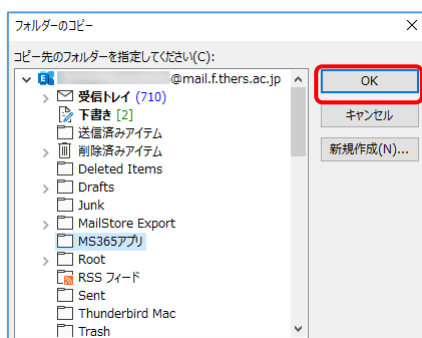 フォルダーのコピー
コピー先のフォルダーを指定してください(C):
@mail.f.thers.ac.jp
受信トレイ (710)
下書き [2]
送信済みアイテム
削除済みアイテム
Deleted Items
Drafts
Junk
MailStore Export
MS365アプリ
Root
RSS フィード
Sent
Thunderbird Mac
Trash
OK
キャンセル
新規作成(N)...